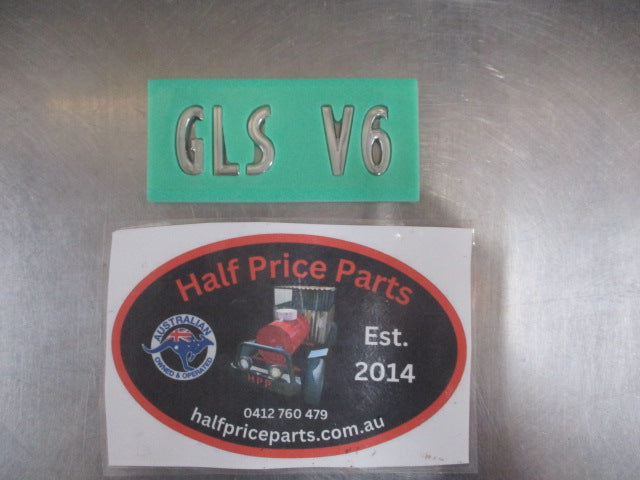 GLS V6
Half Price Parts
AUSTRALIAN
OWNED & OPERATED
Est.
2014
HPP
0412 760 479
halfpriceparts.com.au